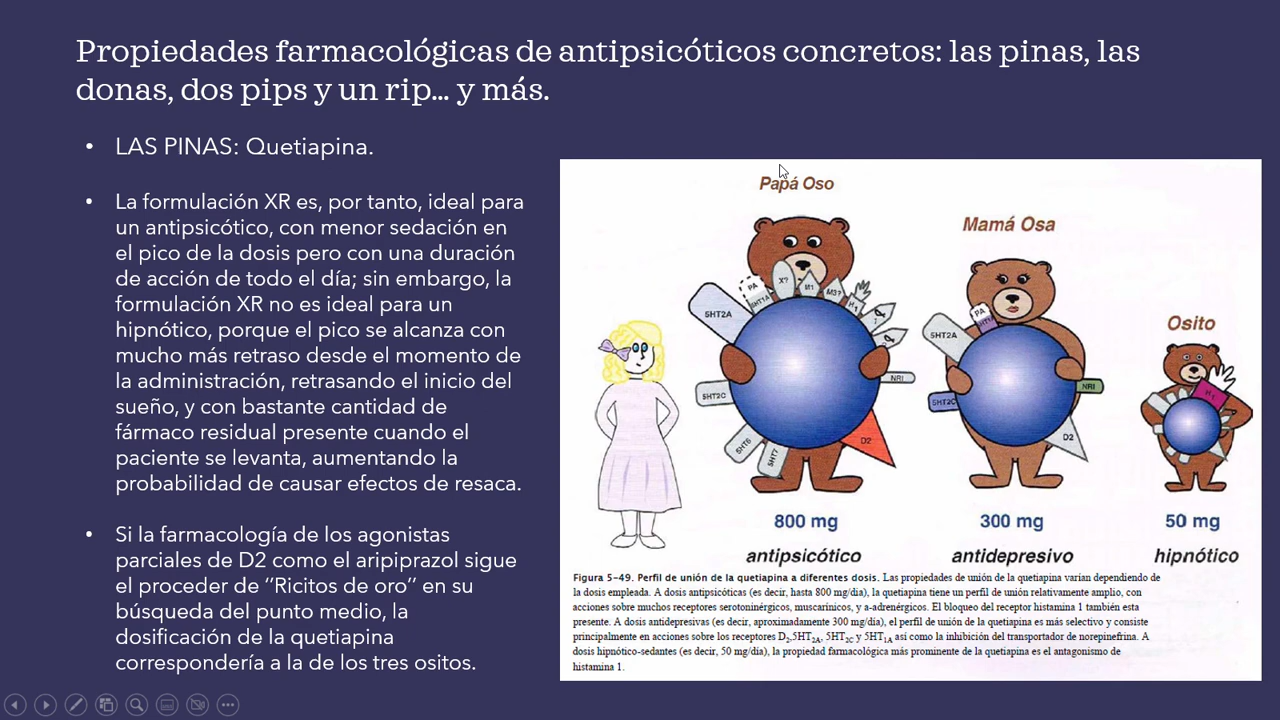 Propiedades farmacológicas de antipsicóticos concretos: las pinas, las
donas, dos pips y un rip... y más.
• LAS PINAS: Quetiapina.
• La formulación XR es, por tanto, ideal para
un antipsicótico, con menor sedación en
el pico de la dosis pero con una duración
de acción de todo el día; sin embargo, la
formulación XR no es ideal para un
hipnótico, porque el pico se alcanza con
mucho más retraso desde el momento de
la administración, retrasando el inicio del
sueño, y con bastante cantidad de
fármaco residual presente cuando el
paciente se levanta, aumentando la
probabilidad de causar efectos de resaca.
• Si la farmacología de los agonistas
parciales de D2 como el aripiprazol sigue
el proceder de “Ricitos de oro” en su
búsqueda del punto medio, la
dosificación de la quetiapina
correspondería a la de los tres ositos.
Papá Oso
5HT2A
PA
5HT1A
X?
M1
M3?
H1
NRI
D2
5HT2C
5HT6
5HT7
800 mg
antipsicótico
Mamá Osa
5HT2A
PA
5HT1A
5HT2C
NRI
D2
300 mg
antidepresivo
Osito
H1
50 mg
hipnótico
Figura 5-49. Perfil de unión de la quetiapina a diferentes dosis. Las propiedades de unión de la quetiapina varían dependiendo de
la dosis empleada. A dosis antipsicóticas (es decir, hasta 800 mg/día), la quetiapina tiene un perfil de unión relativamente amplio, con
acciones sobre muchos receptores serotoninérgicos, muscarínicos, y a-adrenérgicos. El bloqueo del receptor histamina 1 también esta
presente. A dosis antidepresivas (es decir, aproximadamente 300 mg/día), el perfil de unión de la quetiapina es más selectivo y consiste
principalmente en acciones sobre los receptores D2,5HT2A, 5HT2C y 5HT1A así como la inhibición del transportador de norepinefrina. A
dosis hipnótico-sedantes (es decir, 50 mg/día), la propiedad farmacológica más prominente de la quetiapina es el antagonismo de
histamina 1.